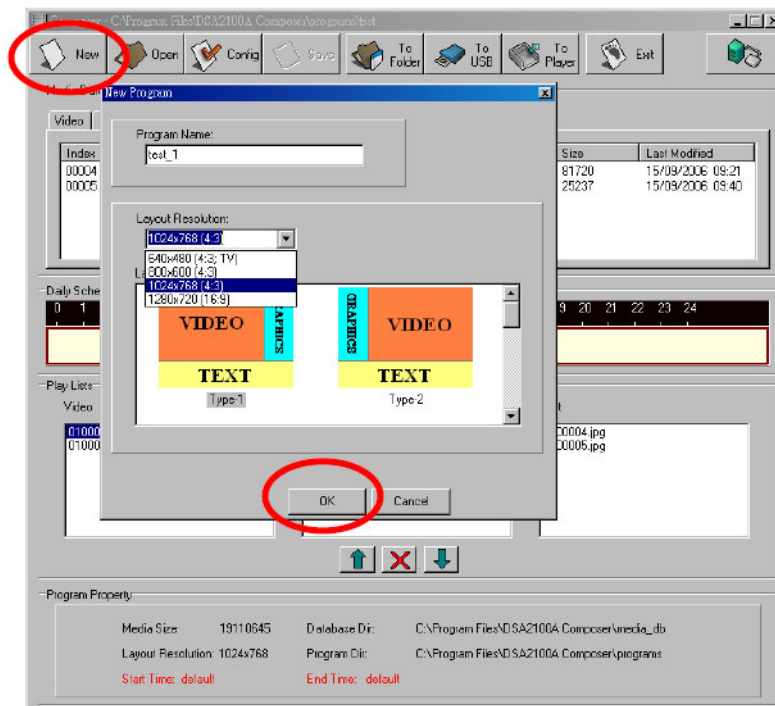 Composer - C:\Program Files\DSA2100A Composer\programs\test
New
Open
Config
Save
To Folder
To USB
To Player
Exit
New Program
Video
Program Name:
test_1
Index
Size
Last Modified
00004
81720
15/09/2006 09:21
00005
25237
15/09/2006 09:40
Layout Resolution:
1024x768 (4:3)
640x480 (4:3; TV)
800x600 (4:3)
1024x768 (4:3)
1280x720 (16:9)
Daily Sche
0 1
9 20 21 22 23 24
VIDEO
GRAPHICS
TEXT
Type-1
GRAPHICS
VIDEO
TEXT
Type-2
Play Lists
Video
01000
01000
00004.jpg
00005.jpg
OK
Cancel
Program Property
Media Size: 19110645 Database Dir: C:\Program Files\DSA2100A Composer\media_db
Layout Resolution: 1024x768 Program Dir: C:\Program Files\DSA2100A Composer\programs
Start Time: default End Time: default